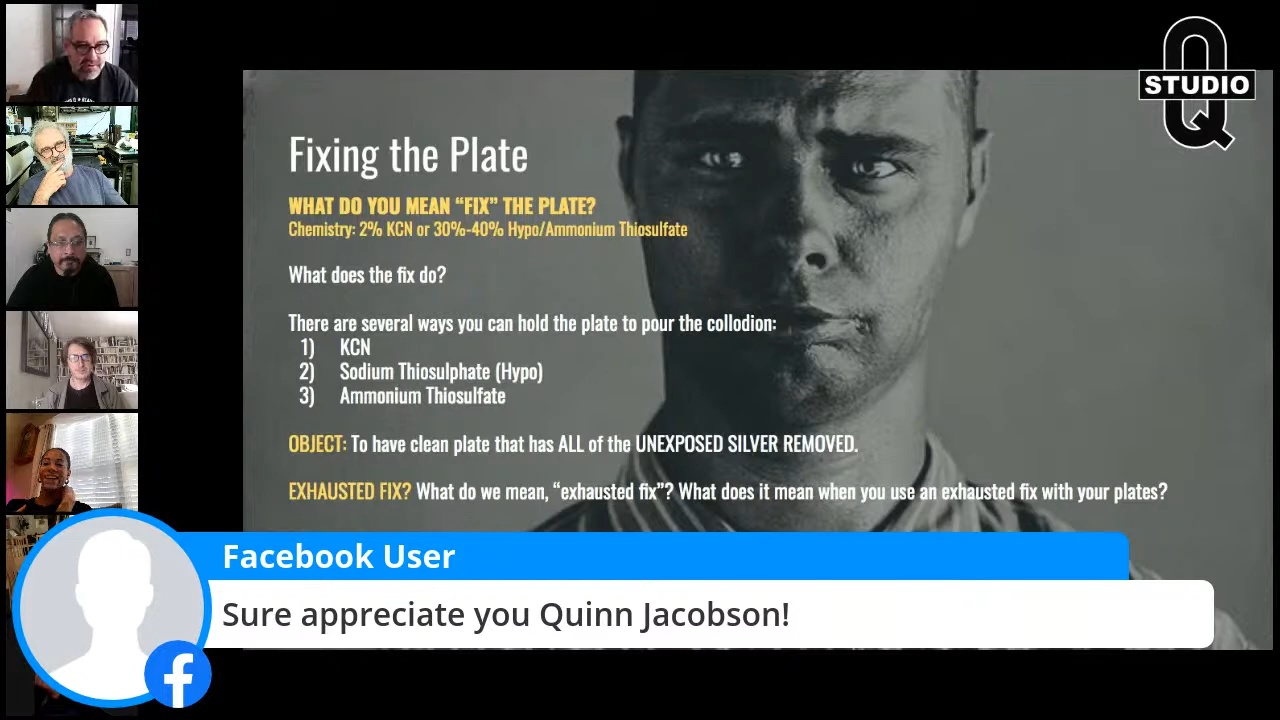 STUDIO
Q
Fixing the Plate
WHAT DO YOU MEAN “FIX” THE PLATE?
Chemistry: 2% KCN or 30%-40% Hypo/Ammonium Thiosulfate
What does the fix do?
There are several ways you can hold the plate to pour the collodion:
1) KCN
2) Sodium Thiosulphate (Hypo)
3) Ammonium Thiosulfate
OBJECT: To have clean plate that has ALL of the UNEXPOSED SILVER REMOVED.
EXHAUSTED FIX? What do we mean, “exhausted fix”? What does it mean when you use an exhausted fix with your plates?
Facebook User
Sure appreciate you Quinn Jacobson!